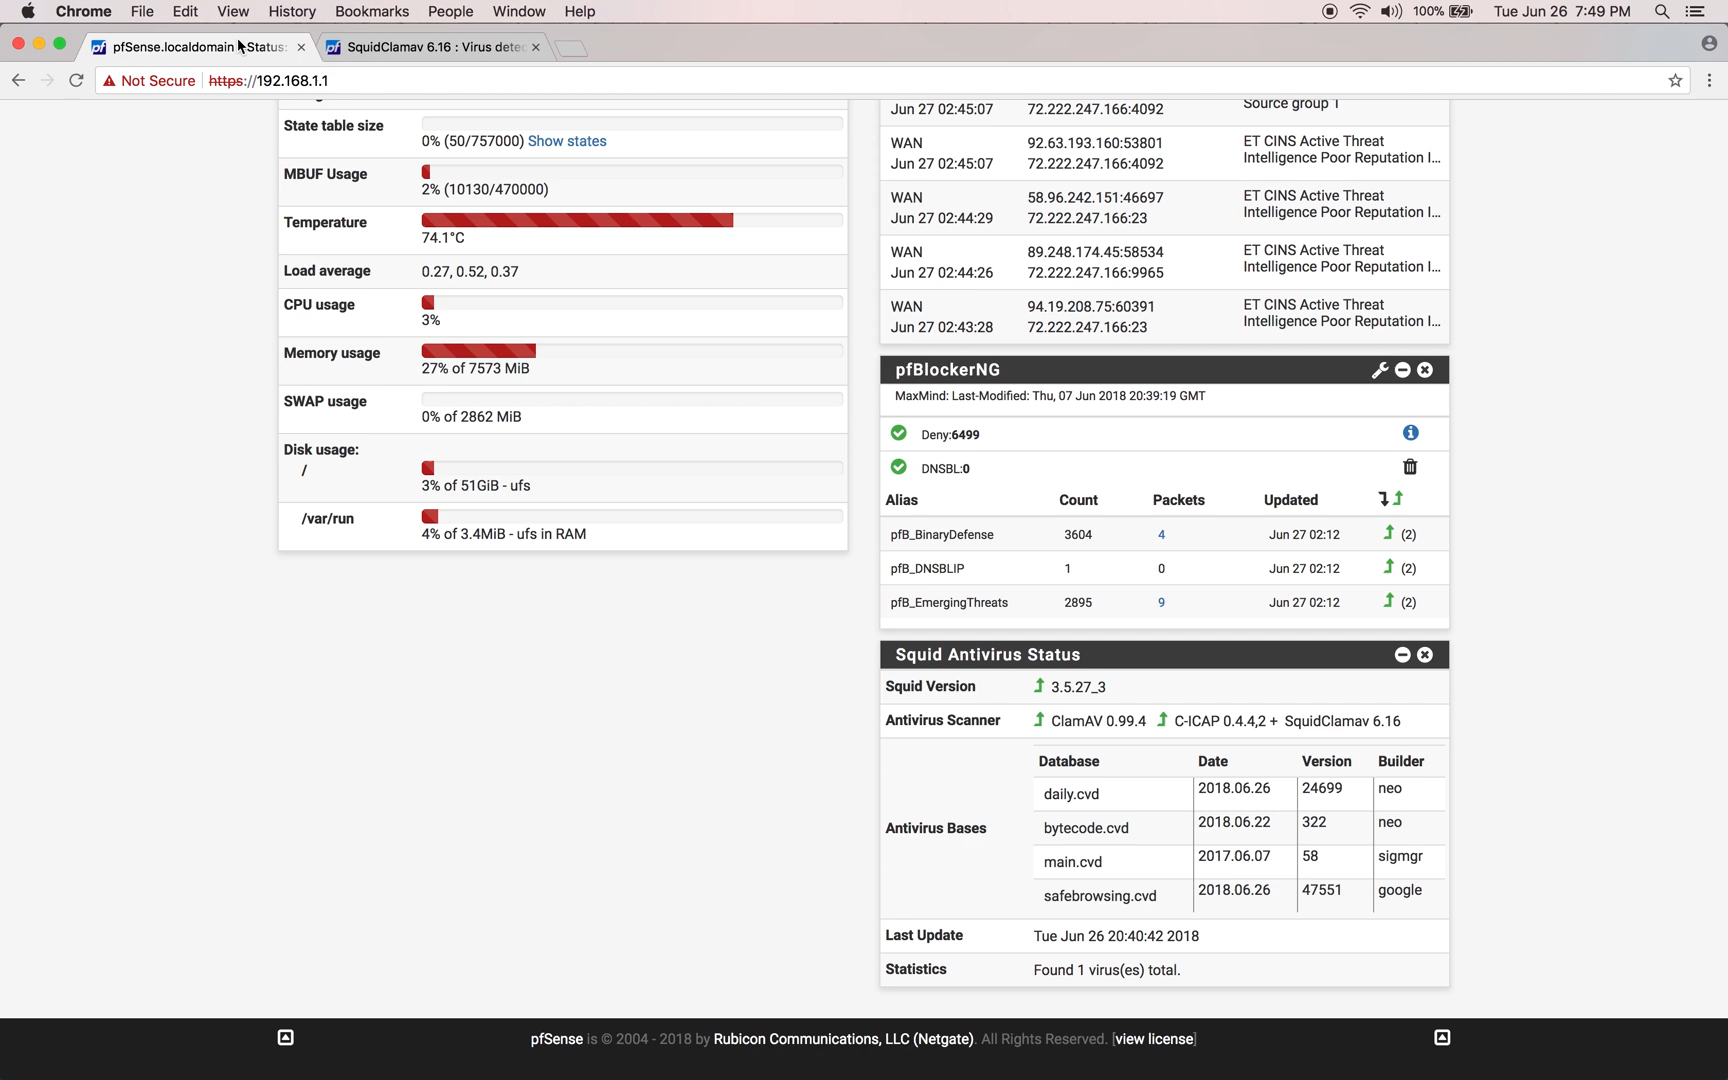 Chrome File Edit View History Bookmarks People Window Help 100% Tue Jun 26 7:49 PM
pfSense.localdomain - Status: SquidClamav 6.16 : Virus detec
Not Secure https://192.168.1.1
State table size
0% (50/757000) Show states
MBUF Usage
2% (10130/470000)
Temperature
74.1°C
Load average 0.27, 0.52, 0.37
CPU usage
3%
Memory usage
27% of 7573 MiB
SWAP usage
0% of 2862 MiB
Disk usage:
/
3% of 51GiB - ufs
/var/run
4% of 3.4MiB - ufs in RAM
Jun 27 02:45:07 72.222.247.166:4092 Source group 1
WAN 92.63.193.160:53801 ET CINS Active Threat
Jun 27 02:45:07 72.222.247.166:4092 Intelligence Poor Reputation I...
WAN 58.96.242.151:46697 ET CINS Active Threat
Jun 27 02:44:29 72.222.247.166:23 Intelligence Poor Reputation I...
WAN 89.248.174.45:58534 ET CINS Active Threat
Jun 27 02:44:26 72.222.247.166:9965 Intelligence Poor Reputation I...
WAN 94.19.208.75:60391 ET CINS Active Threat
Jun 27 02:43:28 72.222.247.166:23 Intelligence Poor Reputation I...
pfBlockerNG
MaxMind: Last-Modified: Thu, 07 Jun 2018 20:39:19 GMT
Deny:6499
DNSBL:0
Alias Count Packets Updated
pfB_BinaryDefense 3604 4 Jun 27 02:12 (2)
pfB_DNSBLIP 1 0 Jun 27 02:12 (2)
pfB_EmergingThreats 2895 9 Jun 27 02:12 (2)
Squid Antivirus Status
Squid Version 3.5.27_3
Antivirus Scanner ClamAV 0.99.4 C-ICAP 0.4.4,2 + SquidClamav 6.16
Antivirus Bases
Database Date Version Builder
daily.cvd 2018.06.26 24699 neo
bytecode.cvd 2018.06.22 322 neo
main.cvd 2017.06.07 58 sigmgr
safebrowsing.cvd 2018.06.26 47551 google
Last Update Tue Jun 26 20:40:42 2018
Statistics Found 1 virus(es) total.
pfSense is © 2004 - 2018 by Rubicon Communications, LLC (Netgate). All Rights Reserved. [view license]